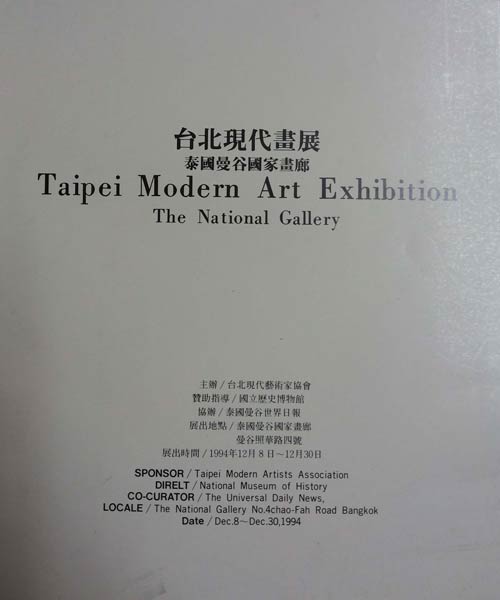 台北現代畫展
泰國曼谷國家畫廊
Taipei Modern Art Exhibition
The National Gallery
主辦/台北現代藝術家協會
贊助指導/國立歷史博物館
協辦/泰國曼谷世界日報
展出地點/泰國曼谷國家畫廊
曼谷照華路四號
展出時間/1994年12月8日~12月30日
SPONSOR/Taipei Modern Artists Association
DIRELT/National Museum of History
CO-CURATOR/The Universal Daily News,
LOCALE/The National Gallery No.4chao-Fah Road Bangkok
Date/Dec.8~Dec.30,1994